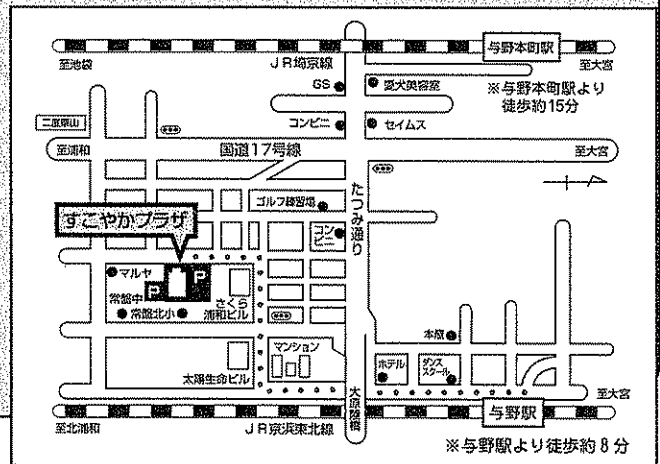 与野本町駅
至池袋
JR埼京線
至大宮
GS
愛犬美容室
※与野本町駅より
徒歩約15分
コンビニ
セイムス
二度栗山
至浦和
国道17号線
至大宮
たつみ通り
ゴルフ練習場
すこやかプラザ
コン
ビニ
マルヤ
P
P
常盤中
さくら
浦和ビル
常盤北小
本屋
マンション
ホテル
ダンス
スクール
太陽生命ビル
大原陸橋
至大宮
与野駅
至北浦和
JR京浜東北線
※与野駅より徒歩約8分